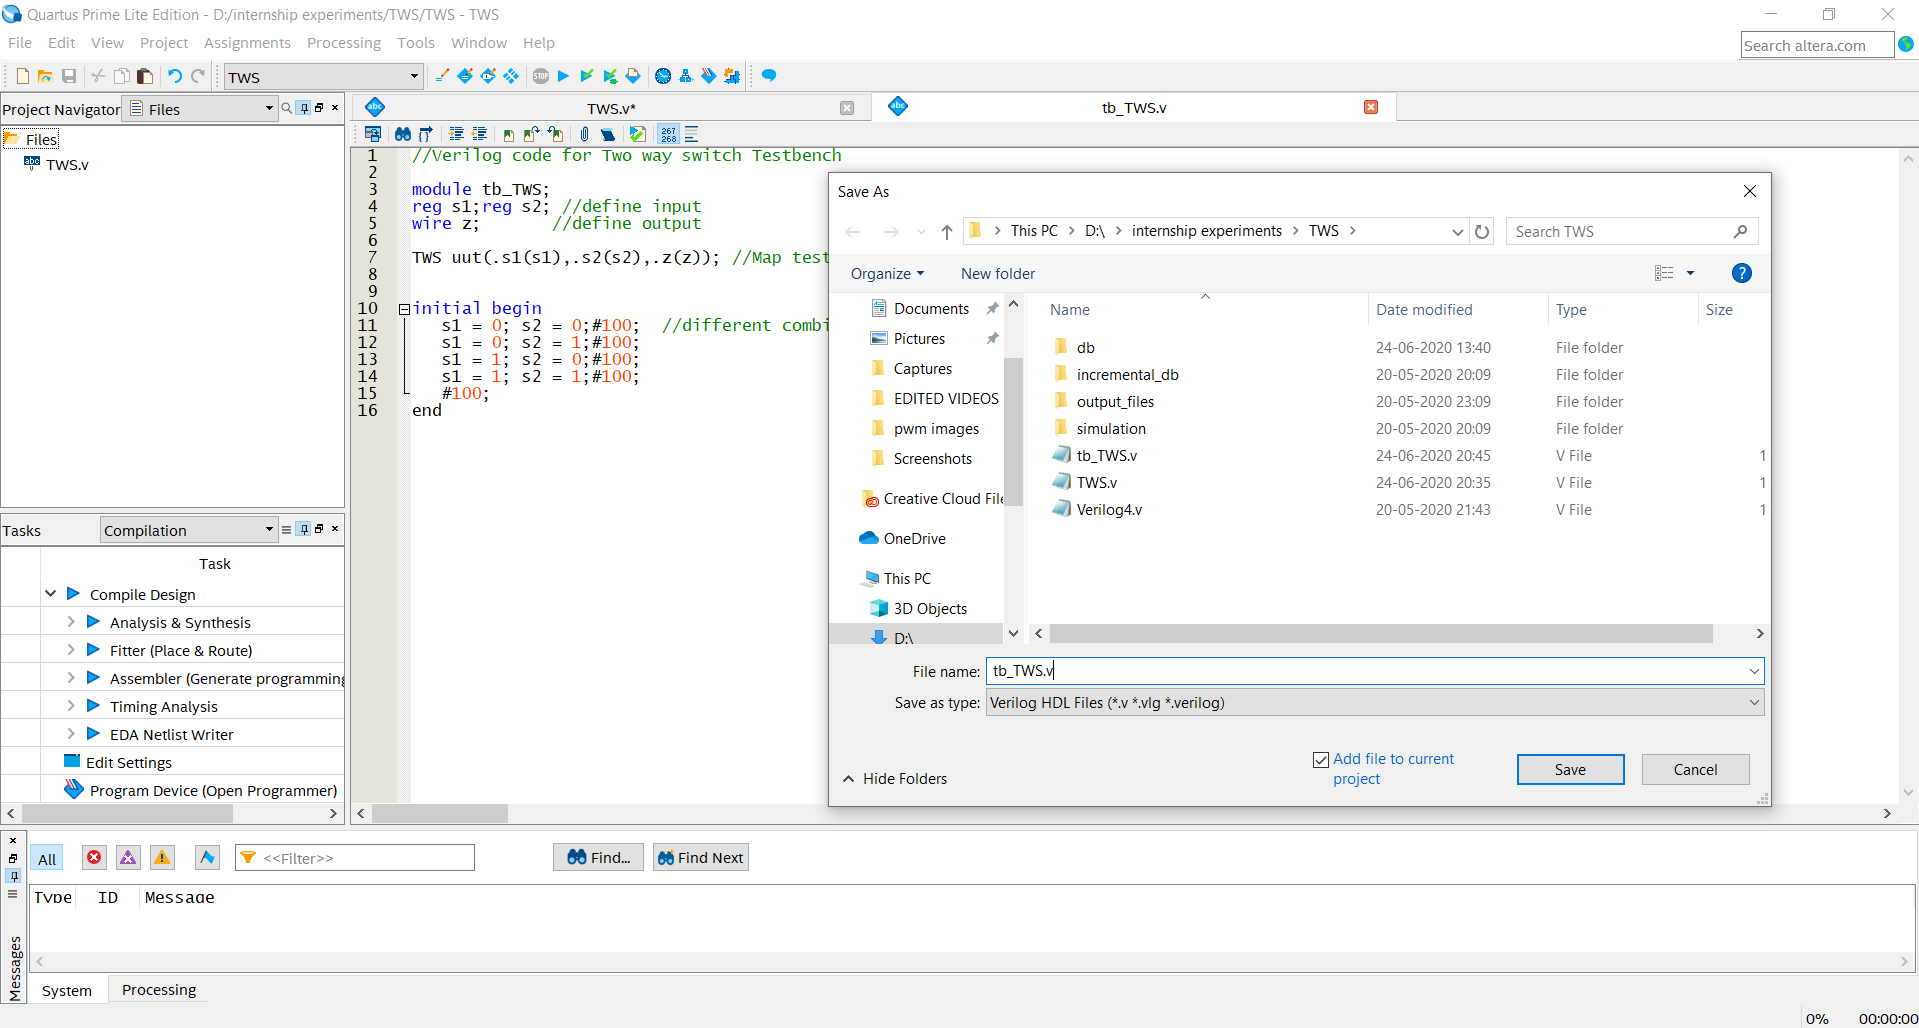 Quartus Prime Lite Edition - D:/internship experiments/TWS/TWS - TWS
File Edit View Project Assignments Processing Tools Window Help
Search altera.com
TWS
Project Navigator Files
TWS.v*
tb_TWS.v
Files
TWS.v
267
268
1 //Verilog code for Two way switch Testbench
2
3 module tb_TWS;
4 reg s1;reg s2; //define input
5 wire z; //define output
6
7 TWS uut(.s1(s1),.s2(s2),.z(z)); //Map test
8
9
10 initial begin
11 s1 = 0; s2 = 0;#100; //different combi
12 s1 = 0; s2 = 1;#100;
13 s1 = 1; s2 = 0;#100;
14 s1 = 1; s2 = 1;#100;
15 #100;
16 end
Save As
This PC > D:\ > internship experiments > TWS >
Search TWS
Organize
New folder
Documents
Pictures
Captures
EDITED VIDEOS
pwm images
Screenshots
Creative Cloud File
OneDrive
This PC
3D Objects
D:\
Name Date modified Type Size
db 24-06-2020 13:40 File folder
incremental_db 20-05-2020 20:09 File folder
output_files 20-05-2020 23:09 File folder
simulation 20-05-2020 20:09 File folder
tb_TWS.v 24-06-2020 20:45 V File 1
TWS.v 24-06-2020 20:35 V File 1
Verilog4.v 20-05-2020 21:43 V File 1
File name: tb_TWS.v
Save as type: Verilog HDL Files (*.v *.vlg *.verilog)
Hide Folders
Add file to current
project
Save
Cancel
Tasks Compilation
Task
Compile Design
Analysis & Synthesis
Fitter (Place & Route)
Assembler (Generate programming
Timing Analysis
EDA Netlist Writer
Edit Settings
Program Device (Open Programmer)
All
<<Filter>>
Find...
Find Next
Type ID Message
Messages
System Processing
0% 00:00:00